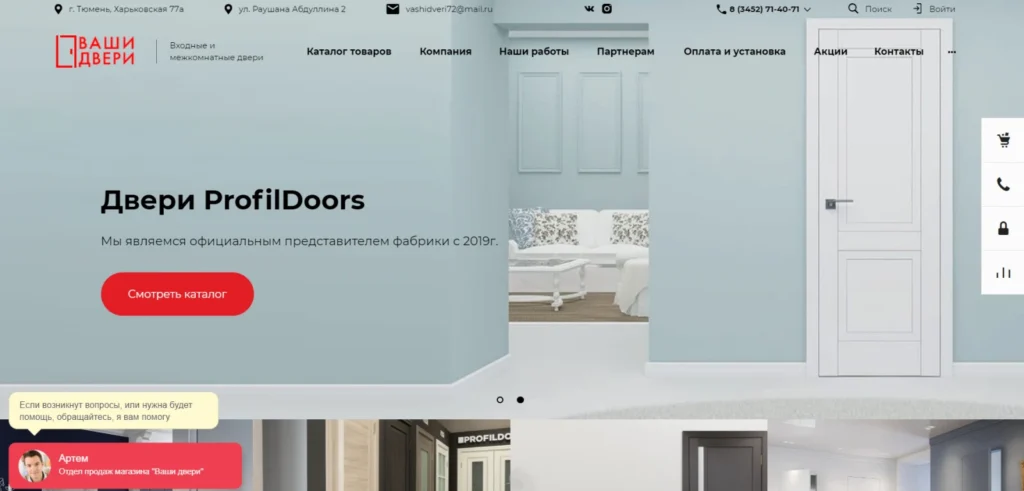 г. Тюмень, Харьковская 77а
ул. Раушана Абдуллина 2
vashidveri72@mail.ru
8 (3452) 71-40-71
Поиск
Войти
ВАШИ
ДВЕРИ
Входные и
межкомнатные двери
Каталог товаров
Компания
Наши работы
Партнерам
Оплата и установка
Акции
Контакты
Двери ProfilDoors
Мы являемся официальным представителем фабрики с 2019г.
Смотреть каталог
Если возникнут вопросы, или нужна будет
помощь, обращайтесь, я вам помогу
Артем
Отдел продаж магазина "Ваши двери"
PROFILDO